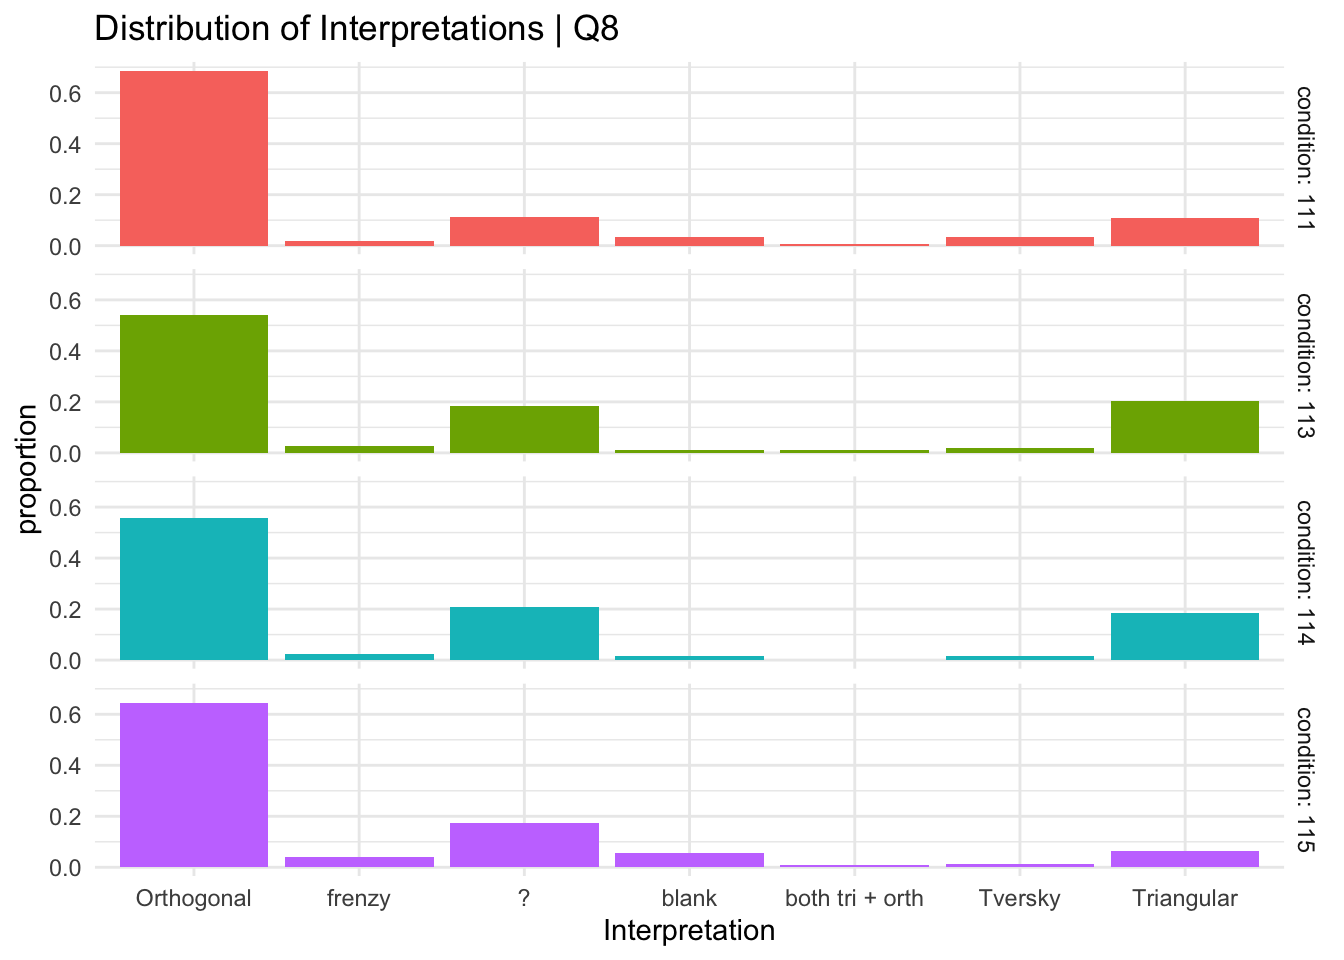 Distribution of Interpretations | Q8
0.6
0.4
0.2
0.0
condition: 111
0.6
0.4
0.2
0.0
condition: 113
0.6
0.4
0.2
0.0
condition: 114
0.6
0.4
0.2
0.0
condition: 115
proportion
Orthogonal frenzy ? blank both tri + orth Tversky Triangular
Interpretation